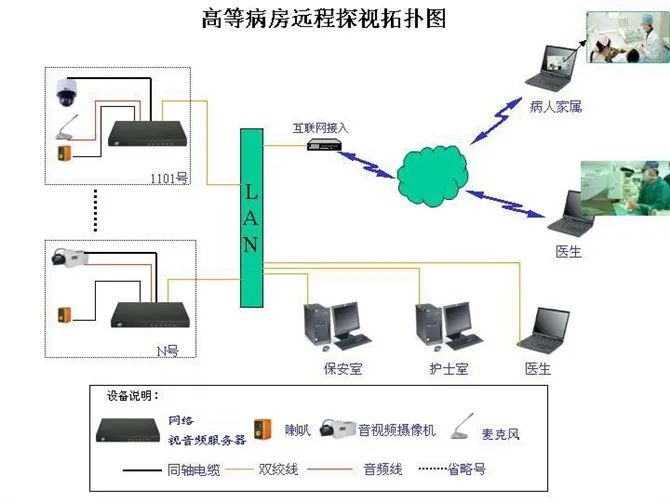 高等病房远程探视拓扑图
病人家属
互联网接入
1101号
LAN
医生
N号
保安室
护士室
医生
设备说明：
网络
视音频服务器
喇叭
音视频摄像机
麦克风
同轴电缆
双绞线
音频线
省略号